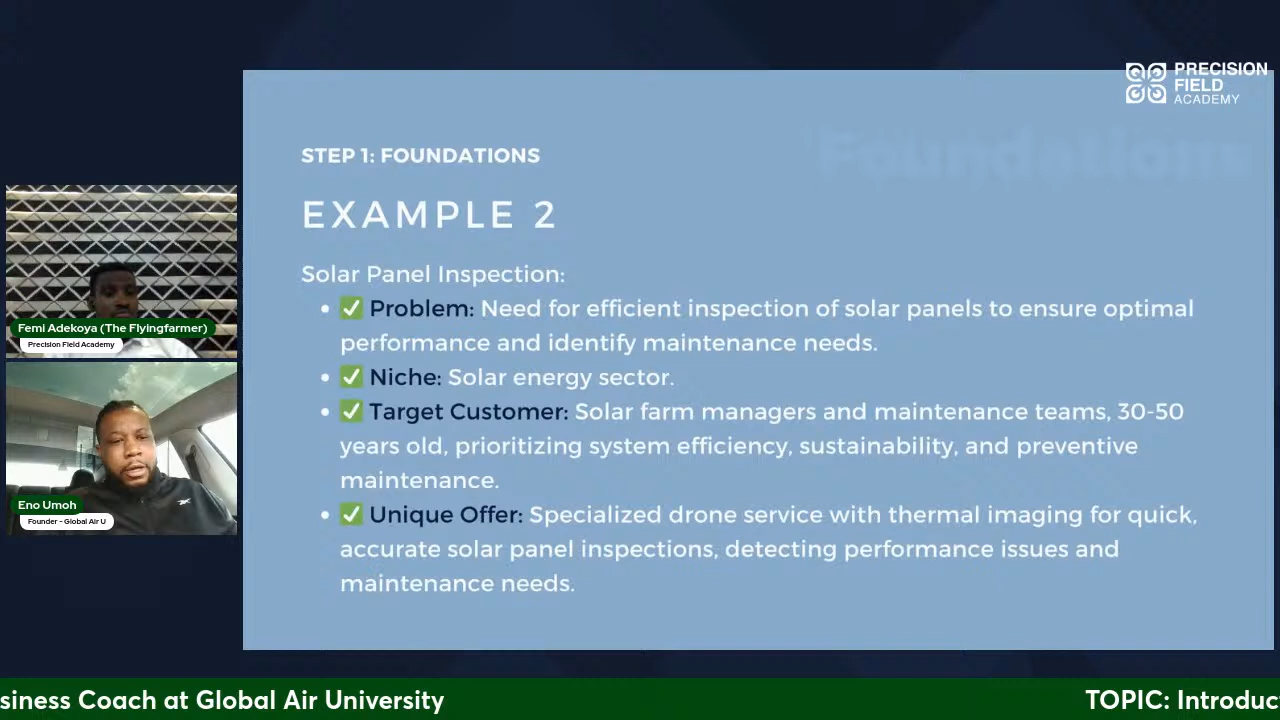 PRECISION
FIELD
ACADEMY
Foundations
STEP 1: FOUNDATIONS
EXAMPLE 2
Solar Panel Inspection:
• ✅ Problem: Need for efficient inspection of solar panels to ensure optimal
performance and identify maintenance needs.
• ✅ Niche: Solar energy sector.
• ✅ Target Customer: Solar farm managers and maintenance teams, 30-50
years old, prioritizing system efficiency, sustainability, and preventive
maintenance.
• ✅ Unique Offer: Specialized drone service with thermal imaging for quick,
accurate solar panel inspections, detecting performance issues and
maintenance needs.
Femi Adekoya (The Flyingfarmer)
Precision Field Academy
Eno Umoh
Founder - Global Air U
siness Coach at Global Air University
TOPIC: Introduc